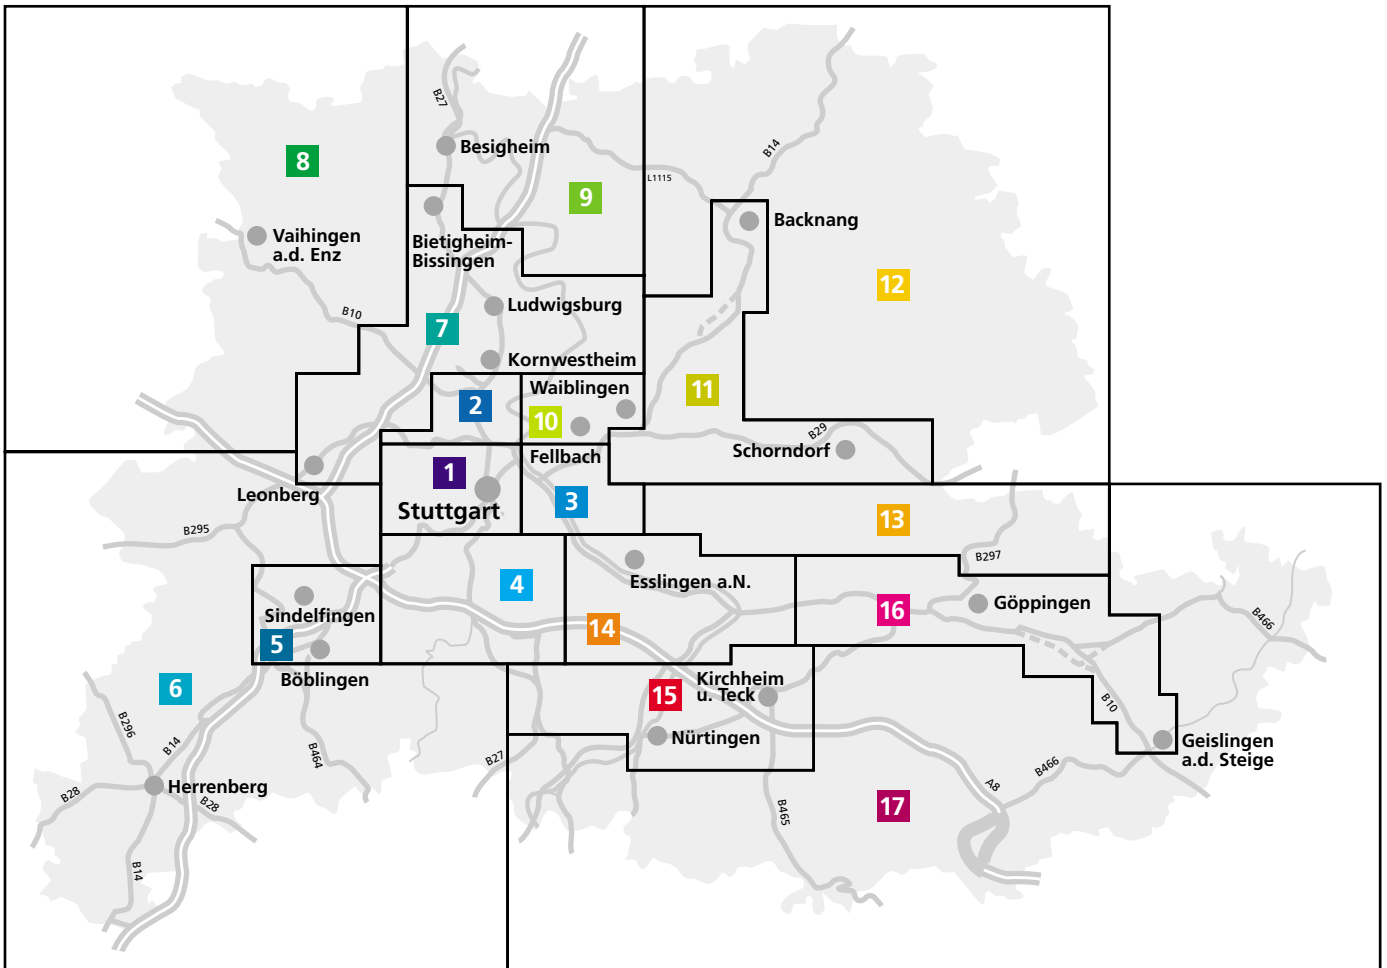 B27
Besigheim
B14
8
L1115
9
Backnang
Vaihingen
a.d. Enz
Bietigheim-
Bissingen
12
B10
Ludwigsburg
7
Kornwestheim
Waiblingen
2
10
11
B29
Fellbach
Schorndorf
1
Leonberg
Stuttgart
3
13
B295
B297
Esslingen a.N.
4
Sindelfingen
16
Göppingen
B466
14
5
Böblingen
6
Kirchheim
u. Teck
15
B10
B296
B14
B464
Nürtingen
Geislingen
a.d. Steige
B27
B466
Herrenberg
A8
B28
B28
B465
17
B14